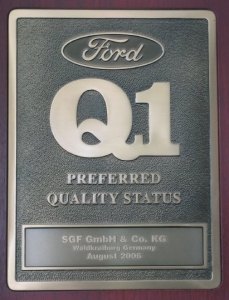 Ford
Q1
PREFERRED
QUALITY STATUS
SGF GmbH & Co. KG
Waldkraiburg Germany
August 2006